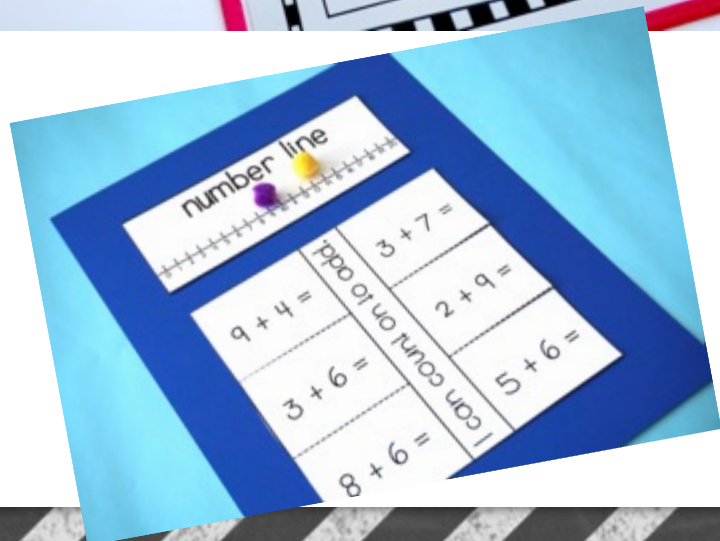 number line
9 + 4 =
3 + 6 =
8 + 6 =
I can count on to add.
3 + 7 =
2 + 9 =
5 + 6 =